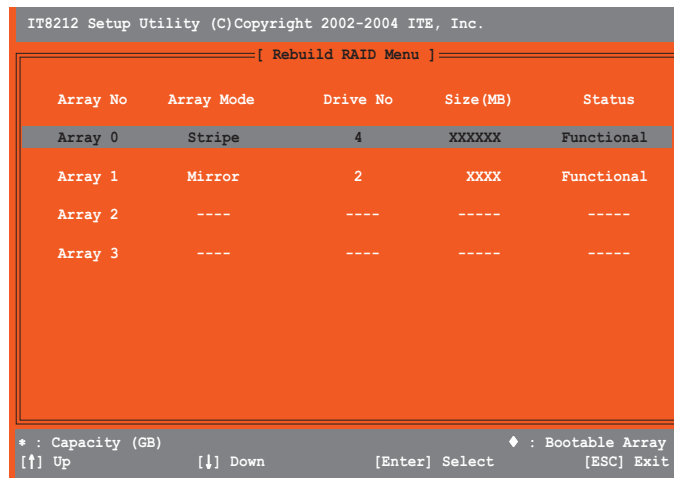 IT8212 Setup Utility (C)Copyright 2002-2004 ITE, Inc.
[ Rebuild RAID Menu ]
Array No Array Mode Drive No Size(MB) Status
Array 0 Stripe 4 XXXXXX Functional
Array 1 Mirror 2 XXXX Functional
Array 2 ---- ---- ----- -----
Array 3 ---- ---- ----- -----
* : Capacity (GB) ♦ : Bootable Array
[↑] Up [↓] Down [Enter] Select [ESC] Exit